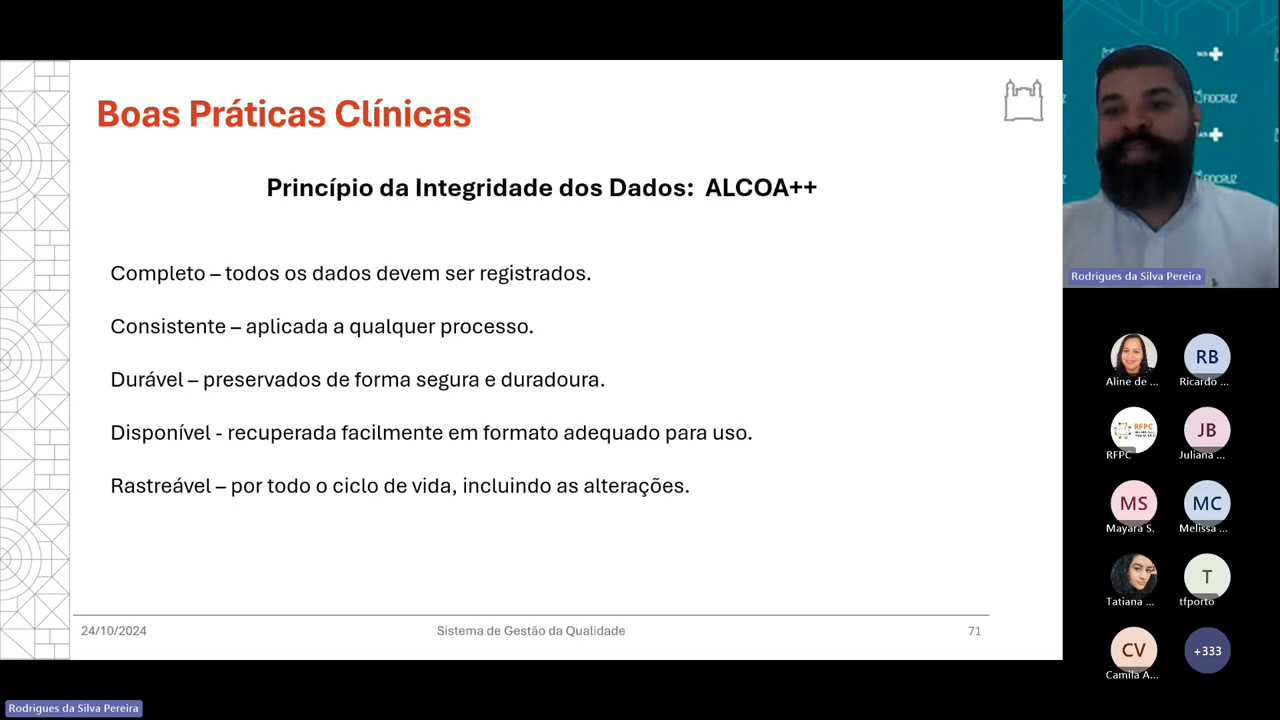 Boas Práticas Clínicas
Princípio da Integridade dos Dados: ALCOA++
Completo – todos os dados devem ser registrados.
Consistente – aplicada a qualquer processo.
Durável – preservados de forma segura e duradoura.
Disponível - recuperada facilmente em formato adequado para uso.
Rastreável – por todo o ciclo de vida, incluindo as alterações.
24/10/2024
Sistema de Gestão da Qualidade
71
SUS
FIOCRUZ
FIOCRUZ
Rodrigues da Silva Pereira
Aline de ...
RB
Ricardo ...
RFPC
RFPC
JB
Juliana ...
MS
Mayara S.
MC
Melissa ...
Tatiana ...
T
tfporto
CV
Camila A...
+333
Rodrigues da Silva Pereira